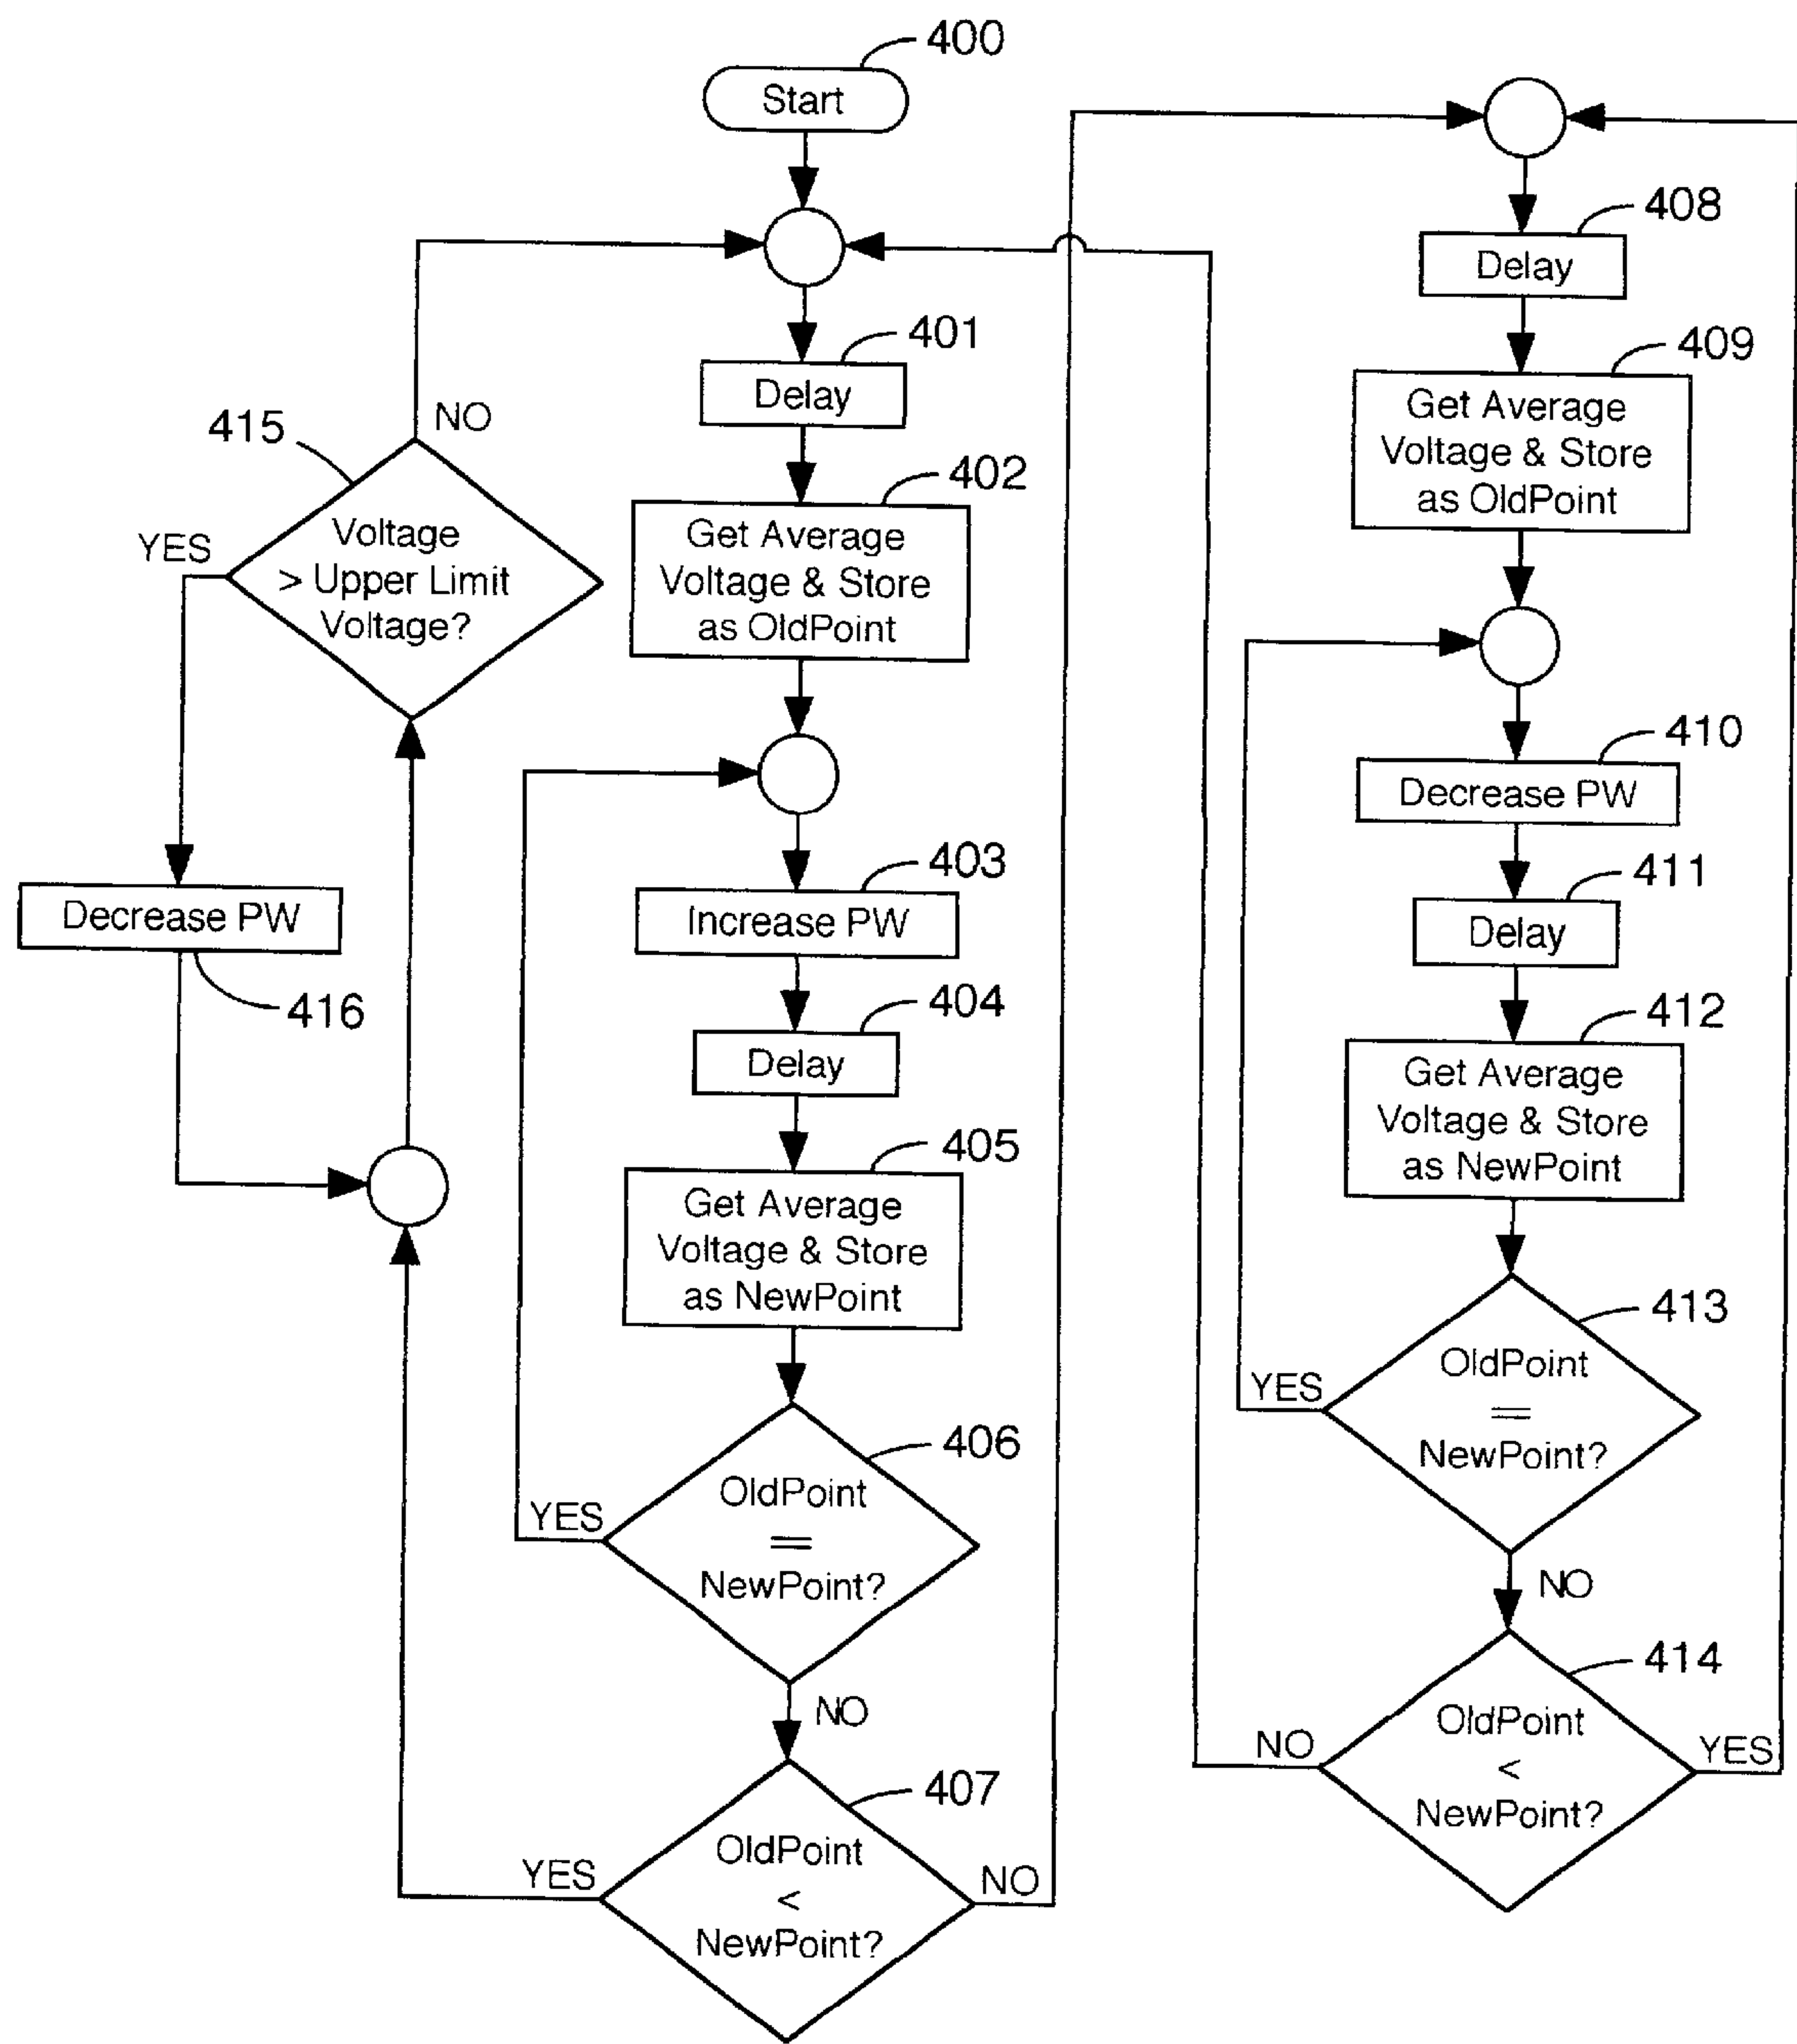 400
Start
401
Delay
402
Get Average
Voltage & Store
as OldPoint
403
Increase PW
404
Delay
405
Get Average
Voltage & Store
as NewPoint
406
OldPoint
=
NewPoint?
YES
NO
407
OldPoint
<
NewPoint?
YES
NO
415
Voltage
> Upper Limit
Voltage?
NO
YES
Decrease PW
416
408
Delay
409
Get Average
Voltage & Store
as OldPoint
410
Decrease PW
411
Delay
412
Get Average
Voltage & Store
as NewPoint
413
OldPoint
=
NewPoint?
YES
NO
414
OldPoint
<
NewPoint?
NO
YES